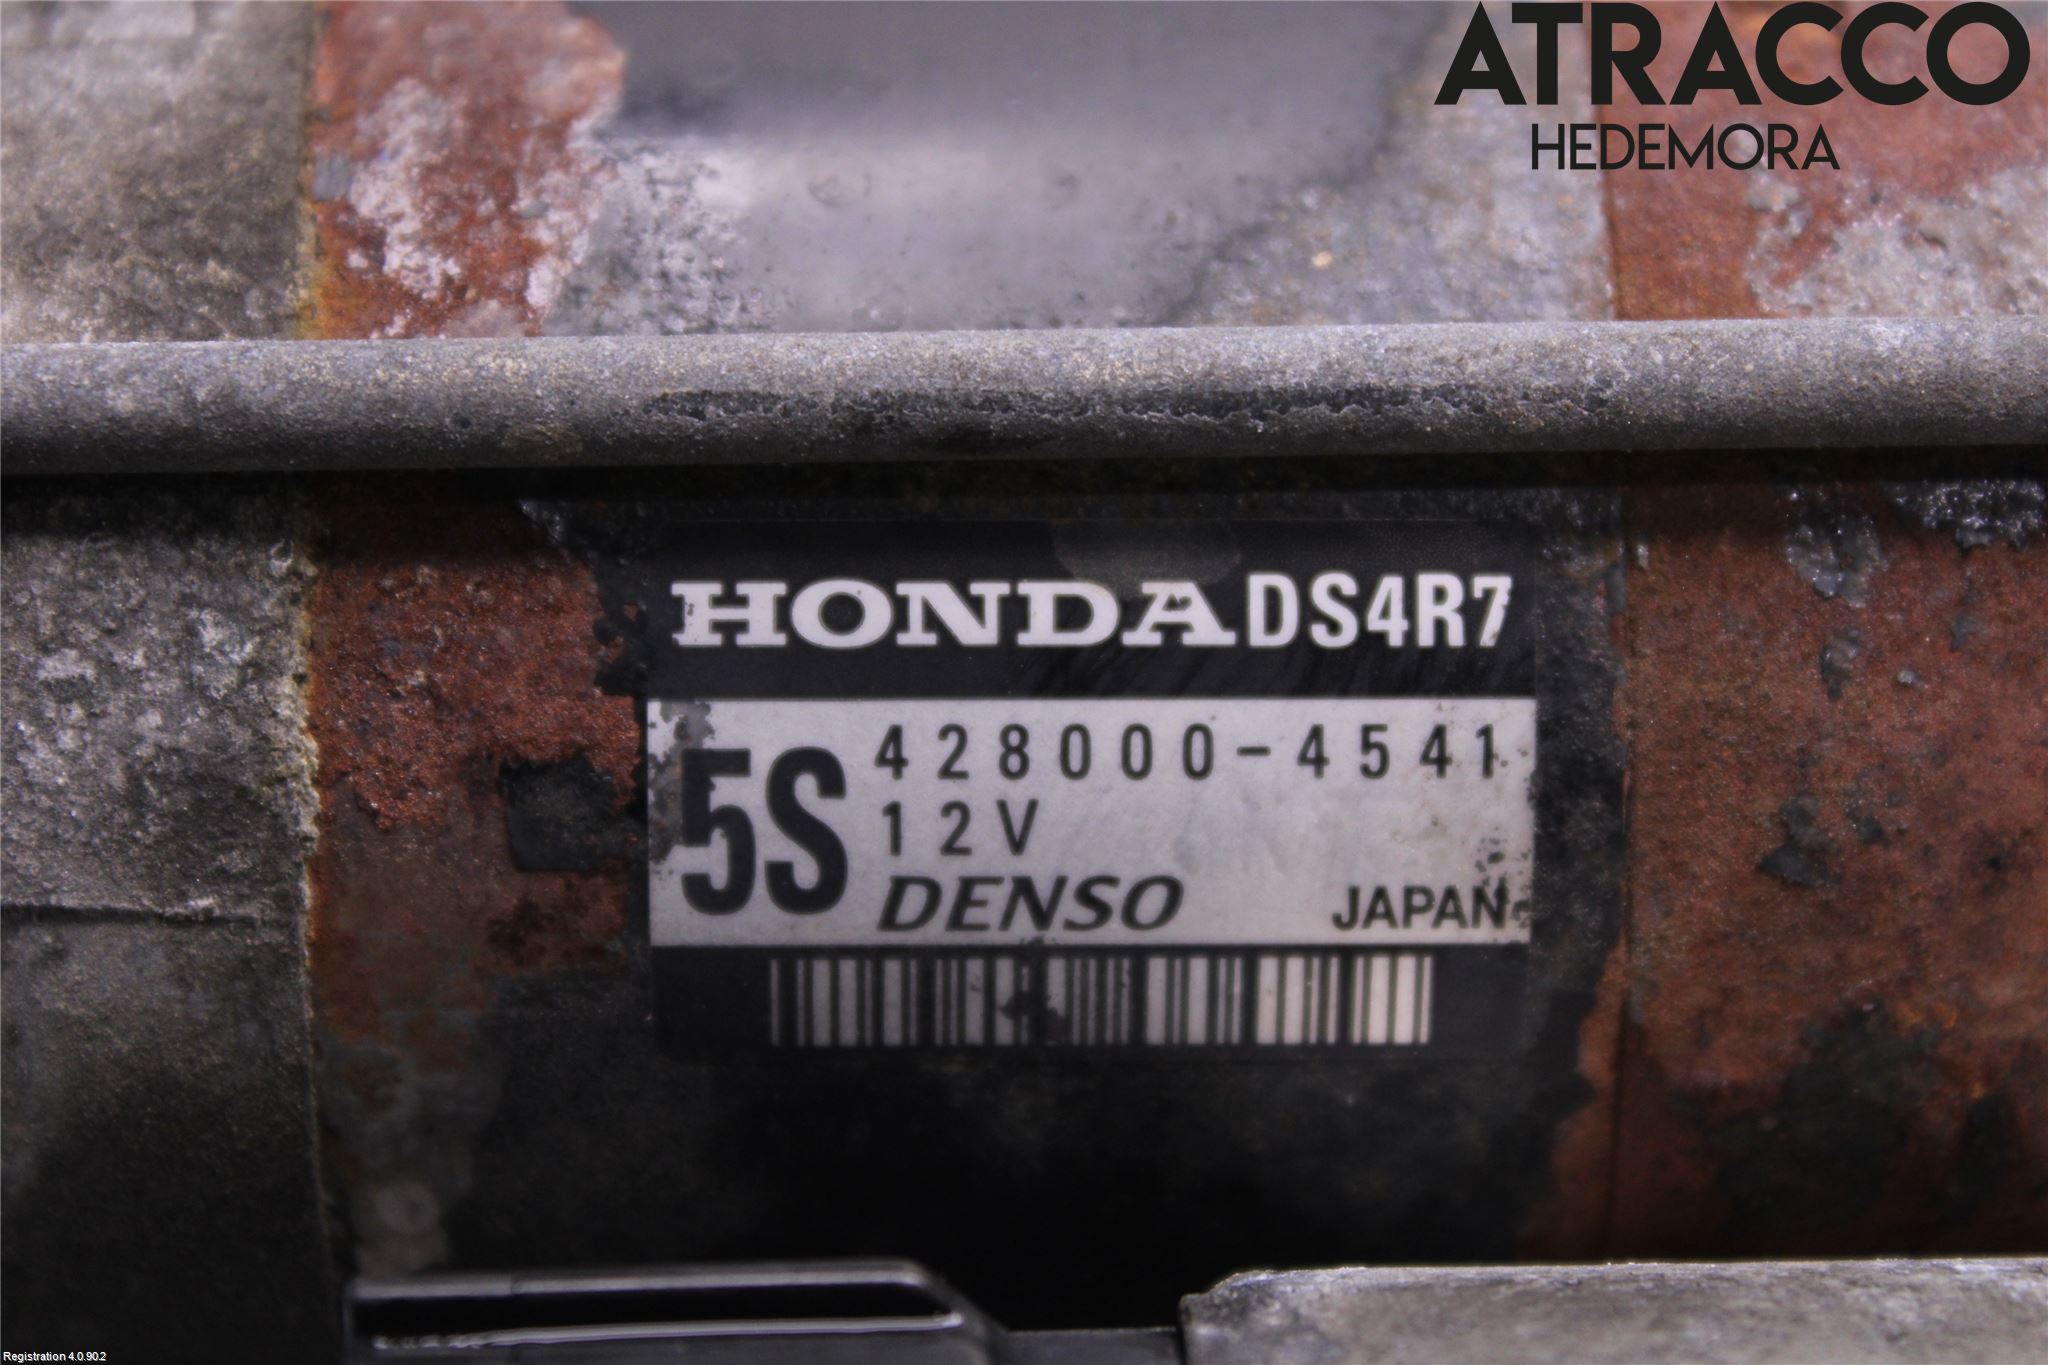 ATRACCO
HEDEMORA
HONDA DS4R7
5S
428000-4541
12V
DENSO JAPAN
Registration 4.0.90.2